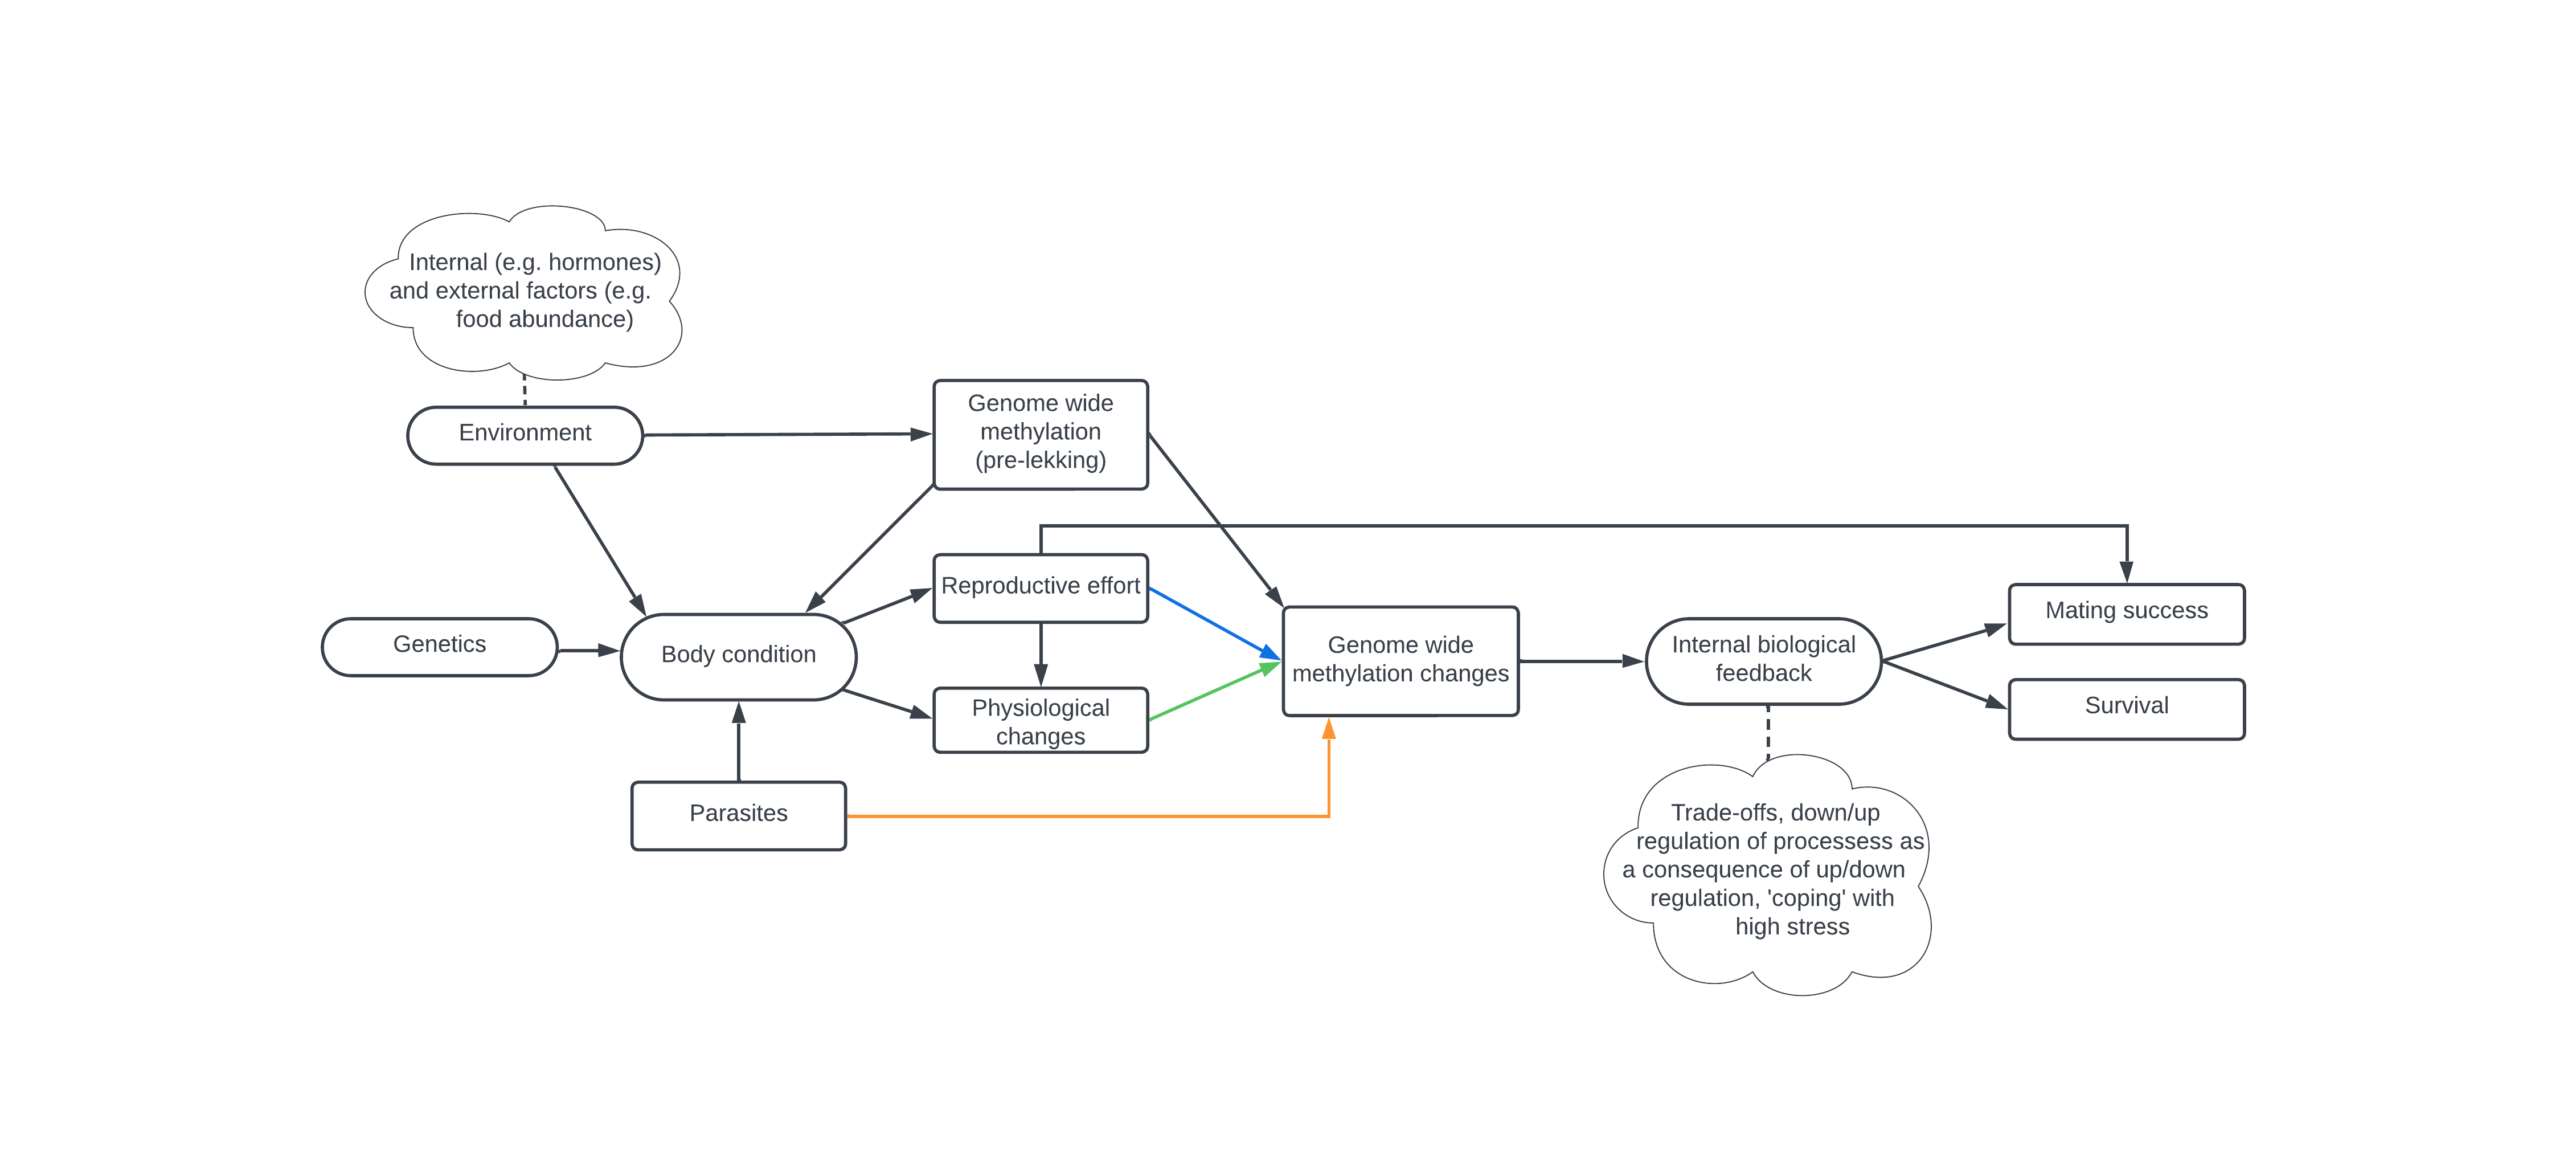 Internal (e.g. hormones)
and external factors (e.g.
food abundance)
Environment
Genome wide
methylation
(pre-lekking)
Genetics
Body condition
Reproductive effort
Physiological
changes
Parasites
Genome wide
methylation changes
Internal biological
feedback
Mating success
Survival
Trade-offs, down/up
regulation of processess as
a consequence of up/down
regulation, 'coping' with
high stress